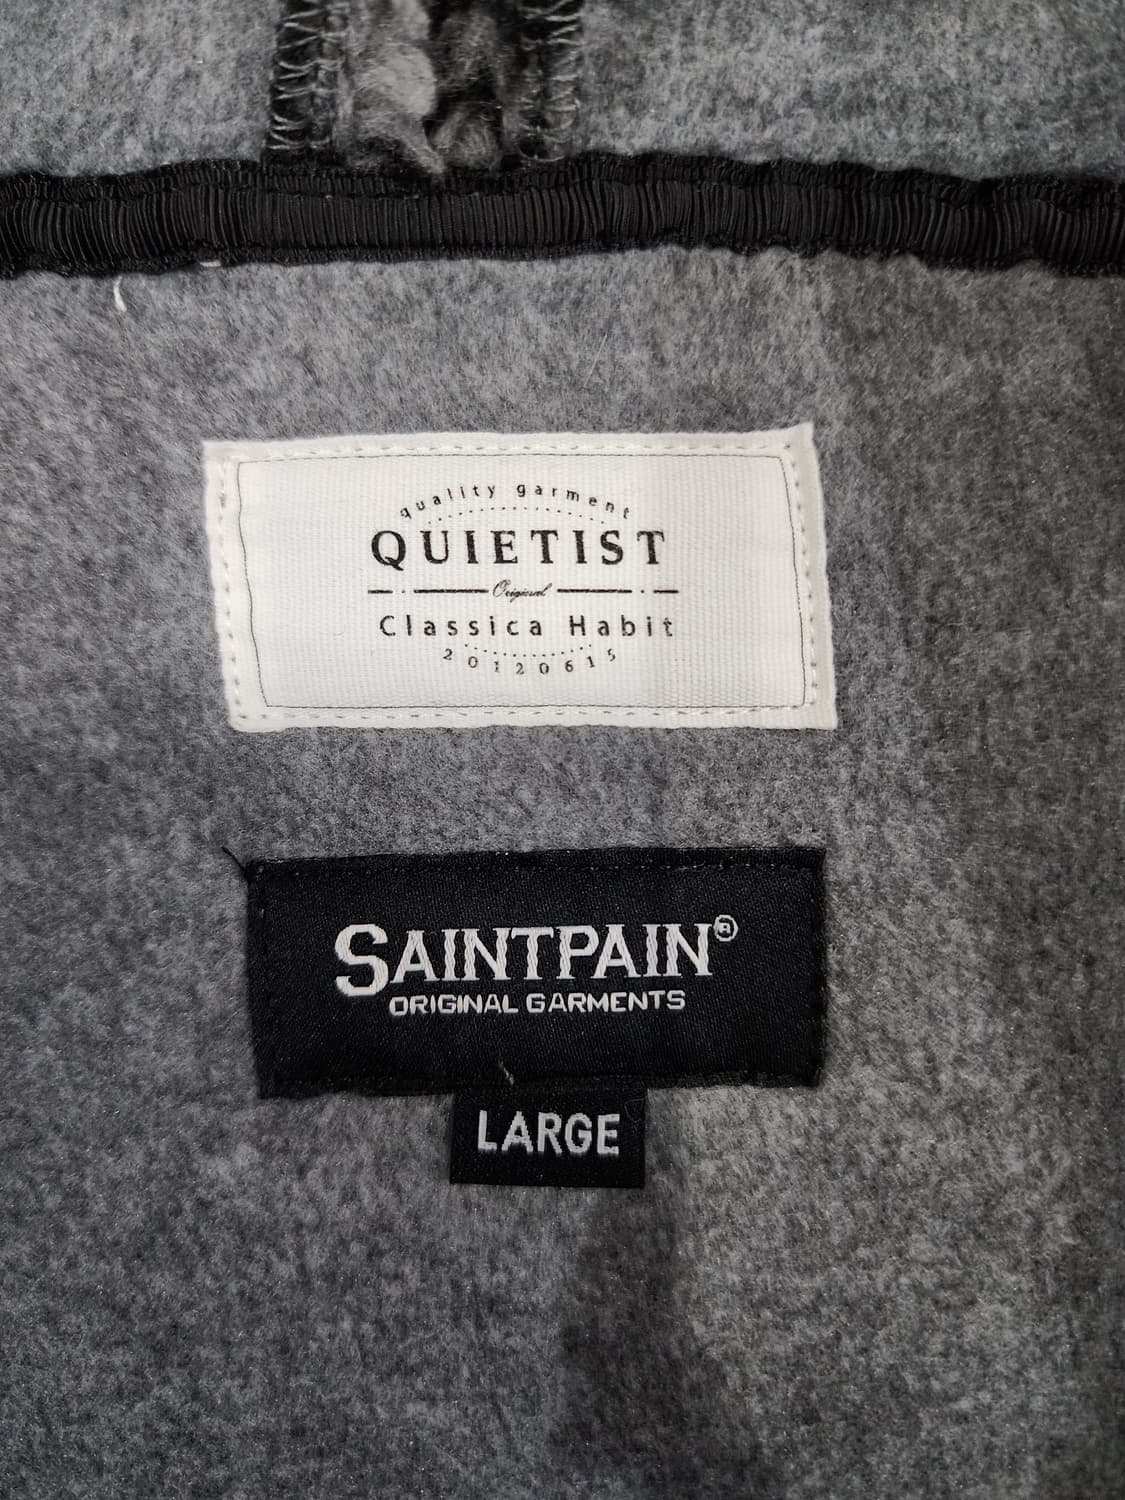 quality garment
QUIETIST
Original
Classica Habit
20120615
SAINTPAIN®
ORIGINAL GARMENTS
LARGE